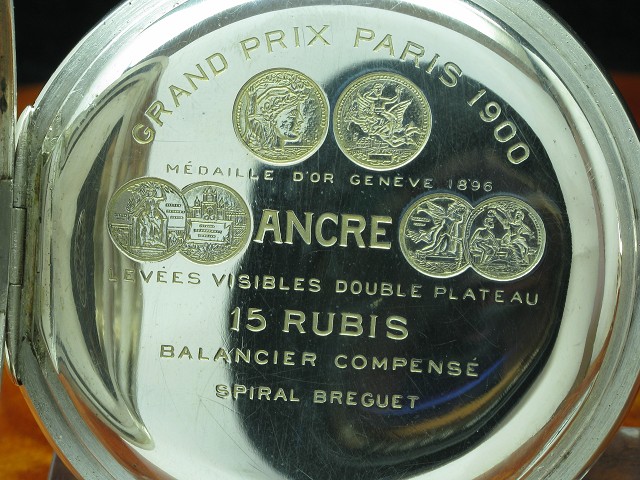 GRAND PRIX PARIS 1900
MÉDAILLE D'OR GENÈVE 1896
ANCRE
LEVÉES VISIBLES DOUBLE PLATEAU
15 RUBIS
BALANCIER COMPENSÉ
SPIRAL BREGUET